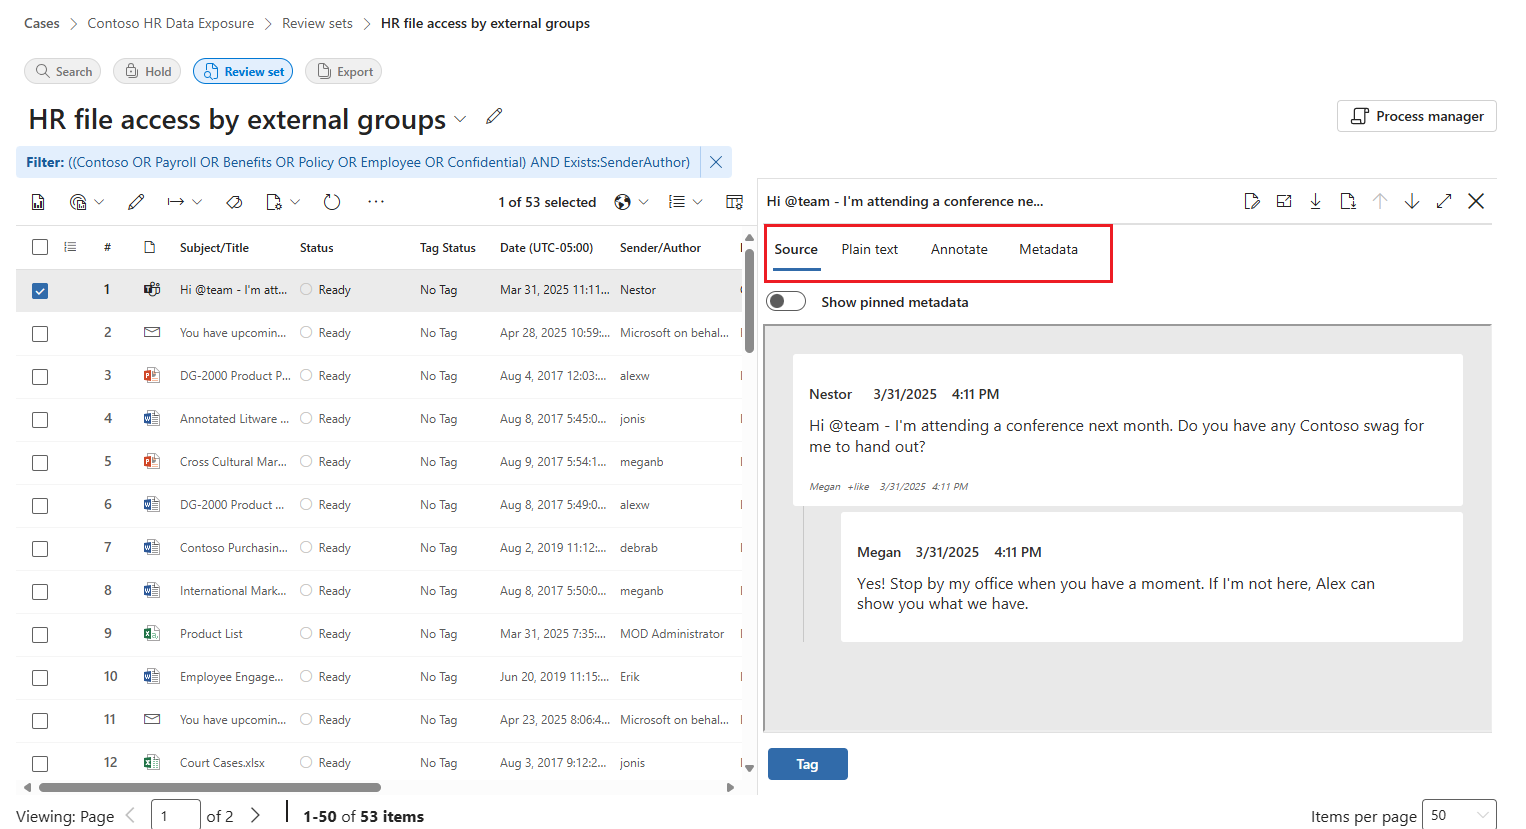 Cases > Contoso HR Data Exposure > Review sets > HR file access by external groups
Search Hold Review set Export
HR file access by external groups
Process manager
Filter: ((Contoso OR Payroll OR Benefits OR Policy OR Employee OR Confidential) AND Exists:SenderAuthor)
1 of 53 selected
# Subject/Title Status Tag Status Date (UTC-05:00) Sender/Author
1 Hi @team - I'm att... Ready No Tag Mar 31, 2025 11:11... Nestor
2 You have upcomin... Ready No Tag Apr 28, 2025 10:59:... Microsoft on behal...
3 DG-2000 Product P... Ready No Tag Aug 4, 2017 12:03:... alexw
4 Annotated Litware ... Ready No Tag Aug 8, 2017 5:45:0... jonis
5 Cross Cultural Mar... Ready No Tag Aug 9, 2017 5:54:1... meganb
6 DG-2000 Product ... Ready No Tag Aug 8, 2017 5:49:0... alexw
7 Contoso Purchasin... Ready No Tag Aug 2, 2019 11:12:... debrab
8 International Mark... Ready No Tag Aug 8, 2017 5:50:0... meganb
9 Product List Ready No Tag Mar 31, 2025 7:35:... MOD Administrator
10 Employee Engage... Ready No Tag Jun 20, 2019 11:15:... Erik
11 You have upcomin... Ready No Tag Apr 23, 2025 8:06:4... Microsoft on behal...
12 Court Cases.xlsx Ready No Tag Aug 3, 2017 9:12:2... jonis
Viewing: Page 1 of 2 1-50 of 53 items
Hi @team - I'm attending a conference ne...
Source Plain text Annotate Metadata
Show pinned metadata
Nestor 3/31/2025 4:11 PM
Hi @team - I'm attending a conference next month. Do you have any Contoso swag for
me to hand out?
Megan +like 3/31/2025 4:11 PM
Megan 3/31/2025 4:11 PM
Yes! Stop by my office when you have a moment. If I'm not here, Alex can
show you what we have.
Tag
Items per page 50